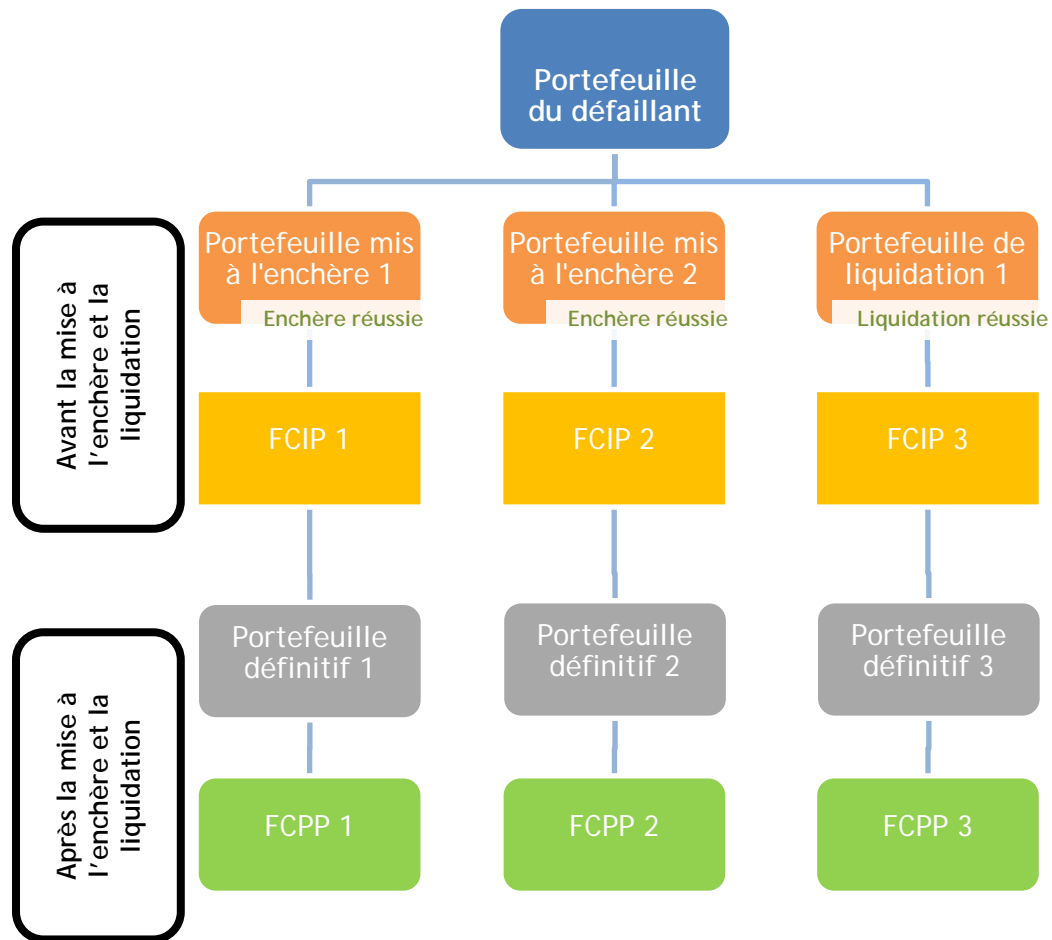 Portefeuille
du défaillant
Avant la mise à
l'enchère et la
liquidation
Portefeuille mis
à l'enchère 1
Enchère réussie
Portefeuille mis
à l'enchère 2
Enchère réussie
Portefeuille de
liquidation 1
Liquidation réussie
FCIP 1
FCIP 2
FCIP 3
Après la mise à
l'enchère et la
liquidation
Portefeuille
définitif 1
Portefeuille
définitif 2
Portefeuille
définitif 3
FCPP 1
FCPP 2
FCPP 3